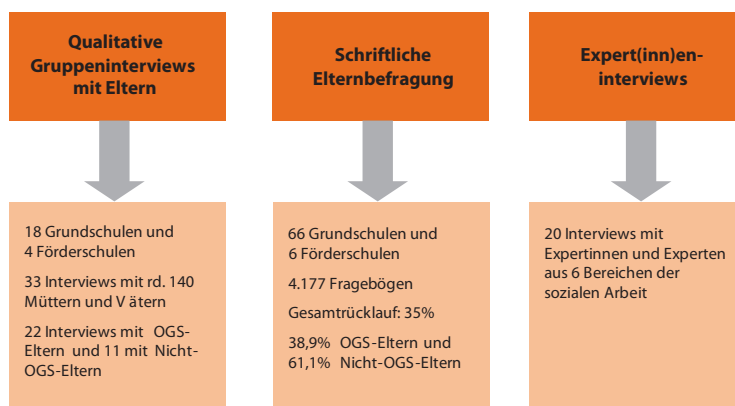 Qualitative
Gruppeninterviews
mit Eltern
18 Grundschulen und
4 Förderschulen
33 Interviews mit rd. 140
Müttern und V ätern
22 Interviews mit OGS-
Eltern und 11 mit Nicht-
OGS-Eltern
Schriftliche
Elternbefragung
66 Grundschulen und
6 Förderschulen
4.177 Fragebögen
Gesamtrücklauf: 35%
38,9% OGS-Eltern und
61,1% Nicht-OGS-Eltern
Expert(inn)en-
interviews
20 Interviews mit
Expertinnen und Experten
aus 6 Bereichen der
sozialen Arbeit